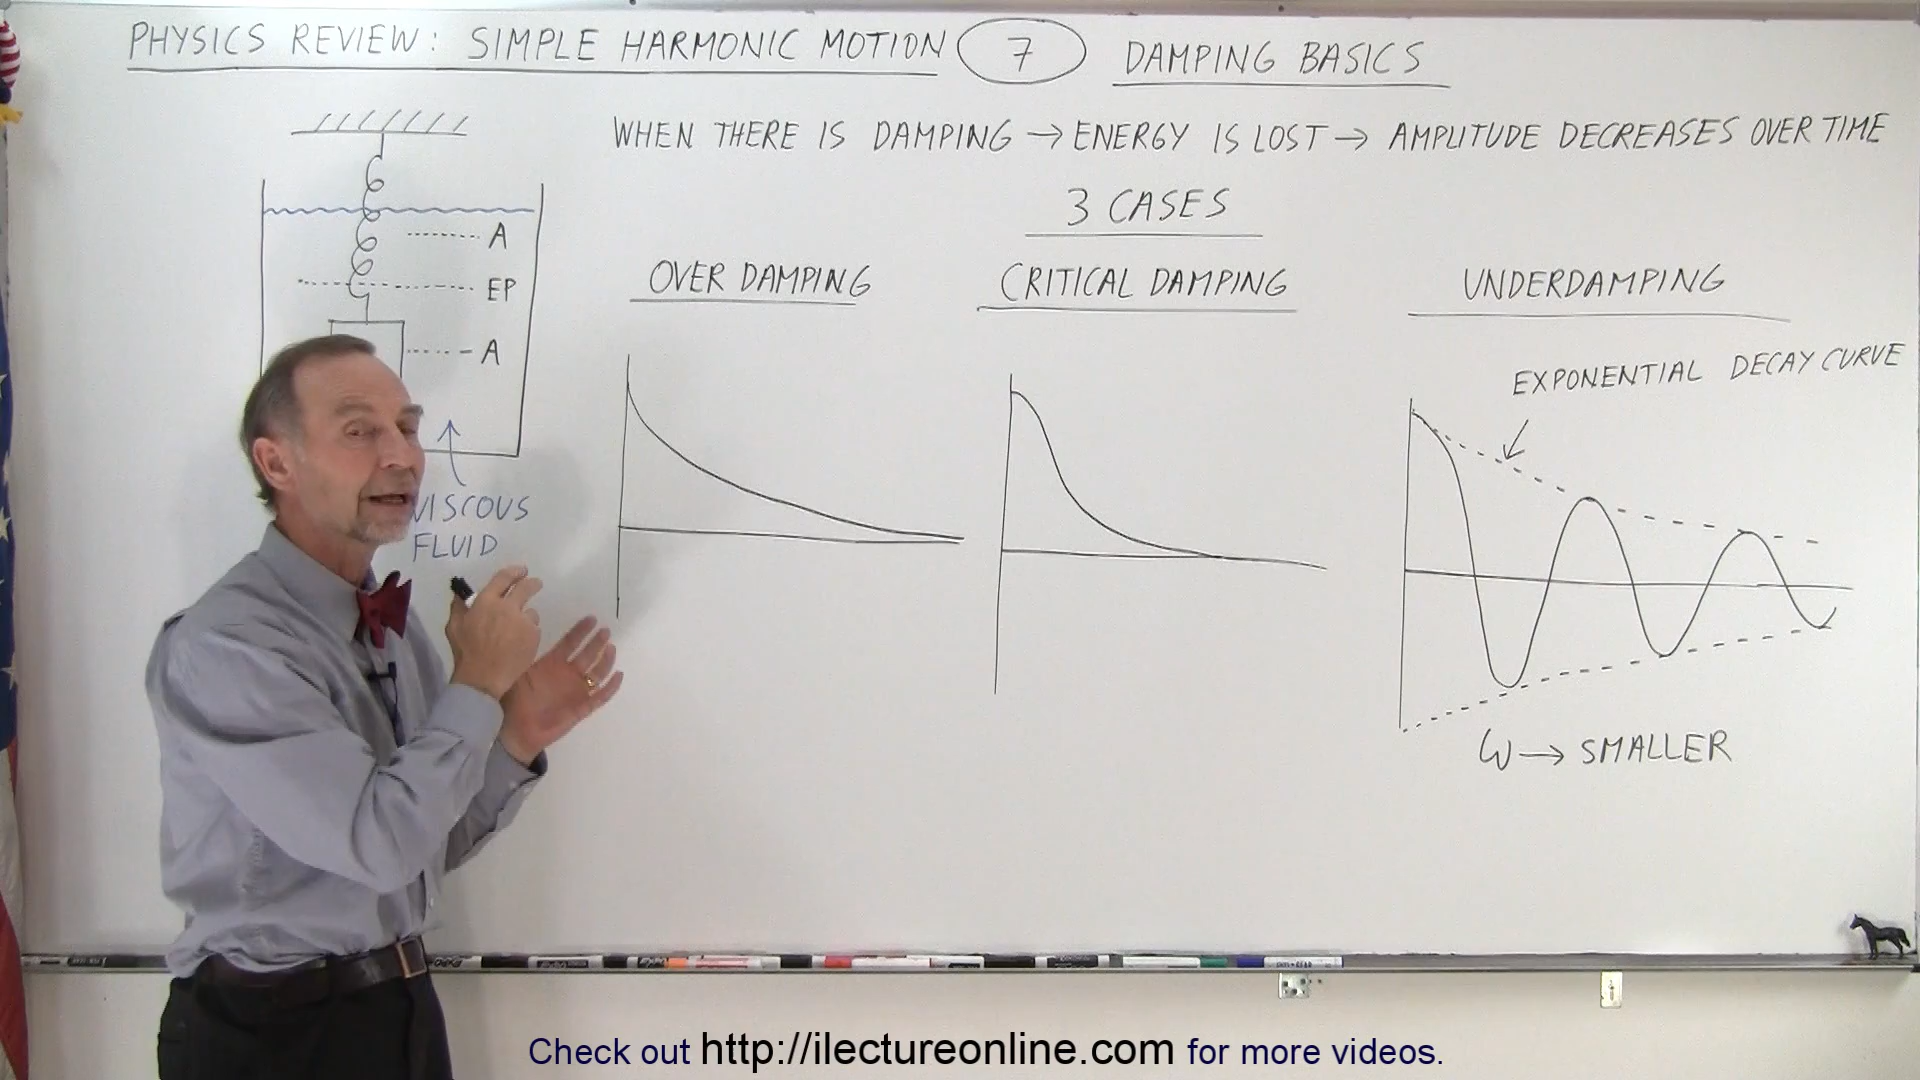 PHYSICS REVIEW: SIMPLE HARMONIC MOTION 7 DAMPING BASICS
WHEN THERE IS DAMPING → ENERGY IS LOST → AMPLITUDE DECREASES OVER TIME
3 CASES
A
EP
A
VISCOUS
FLUID
OVER DAMPING
CRITICAL DAMPING
UNDERDAMPING
EXPONENTIAL DECAY CURVE
ω → SMALLER
Check out http://ilectureonline.com for more videos.